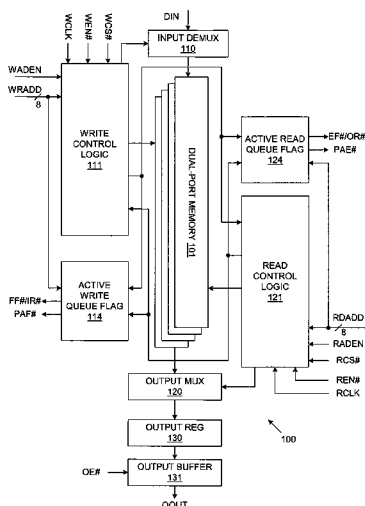 DIN
WCLK
WEN#
WCS#
INPUT DEMUX
110
WADEN
WRADD
8
WRITE
CONTROL
LOGIC
111
DUAL-PORT MEMORY 101
ACTIVE READ
QUEUE FLAG
124
EF#/OR#
PAE#
ACTIVE
WRITE
QUEUE FLAG
114
FF#/IR#
PAF#
READ
CONTROL
LOGIC
121
RDADD
8
RADEN
RCS#
REN#
RCLK
OUTPUT MUX
120
OUTPUT REG
130
100
OE#
OUTPUT BUFFER
131
QOUT